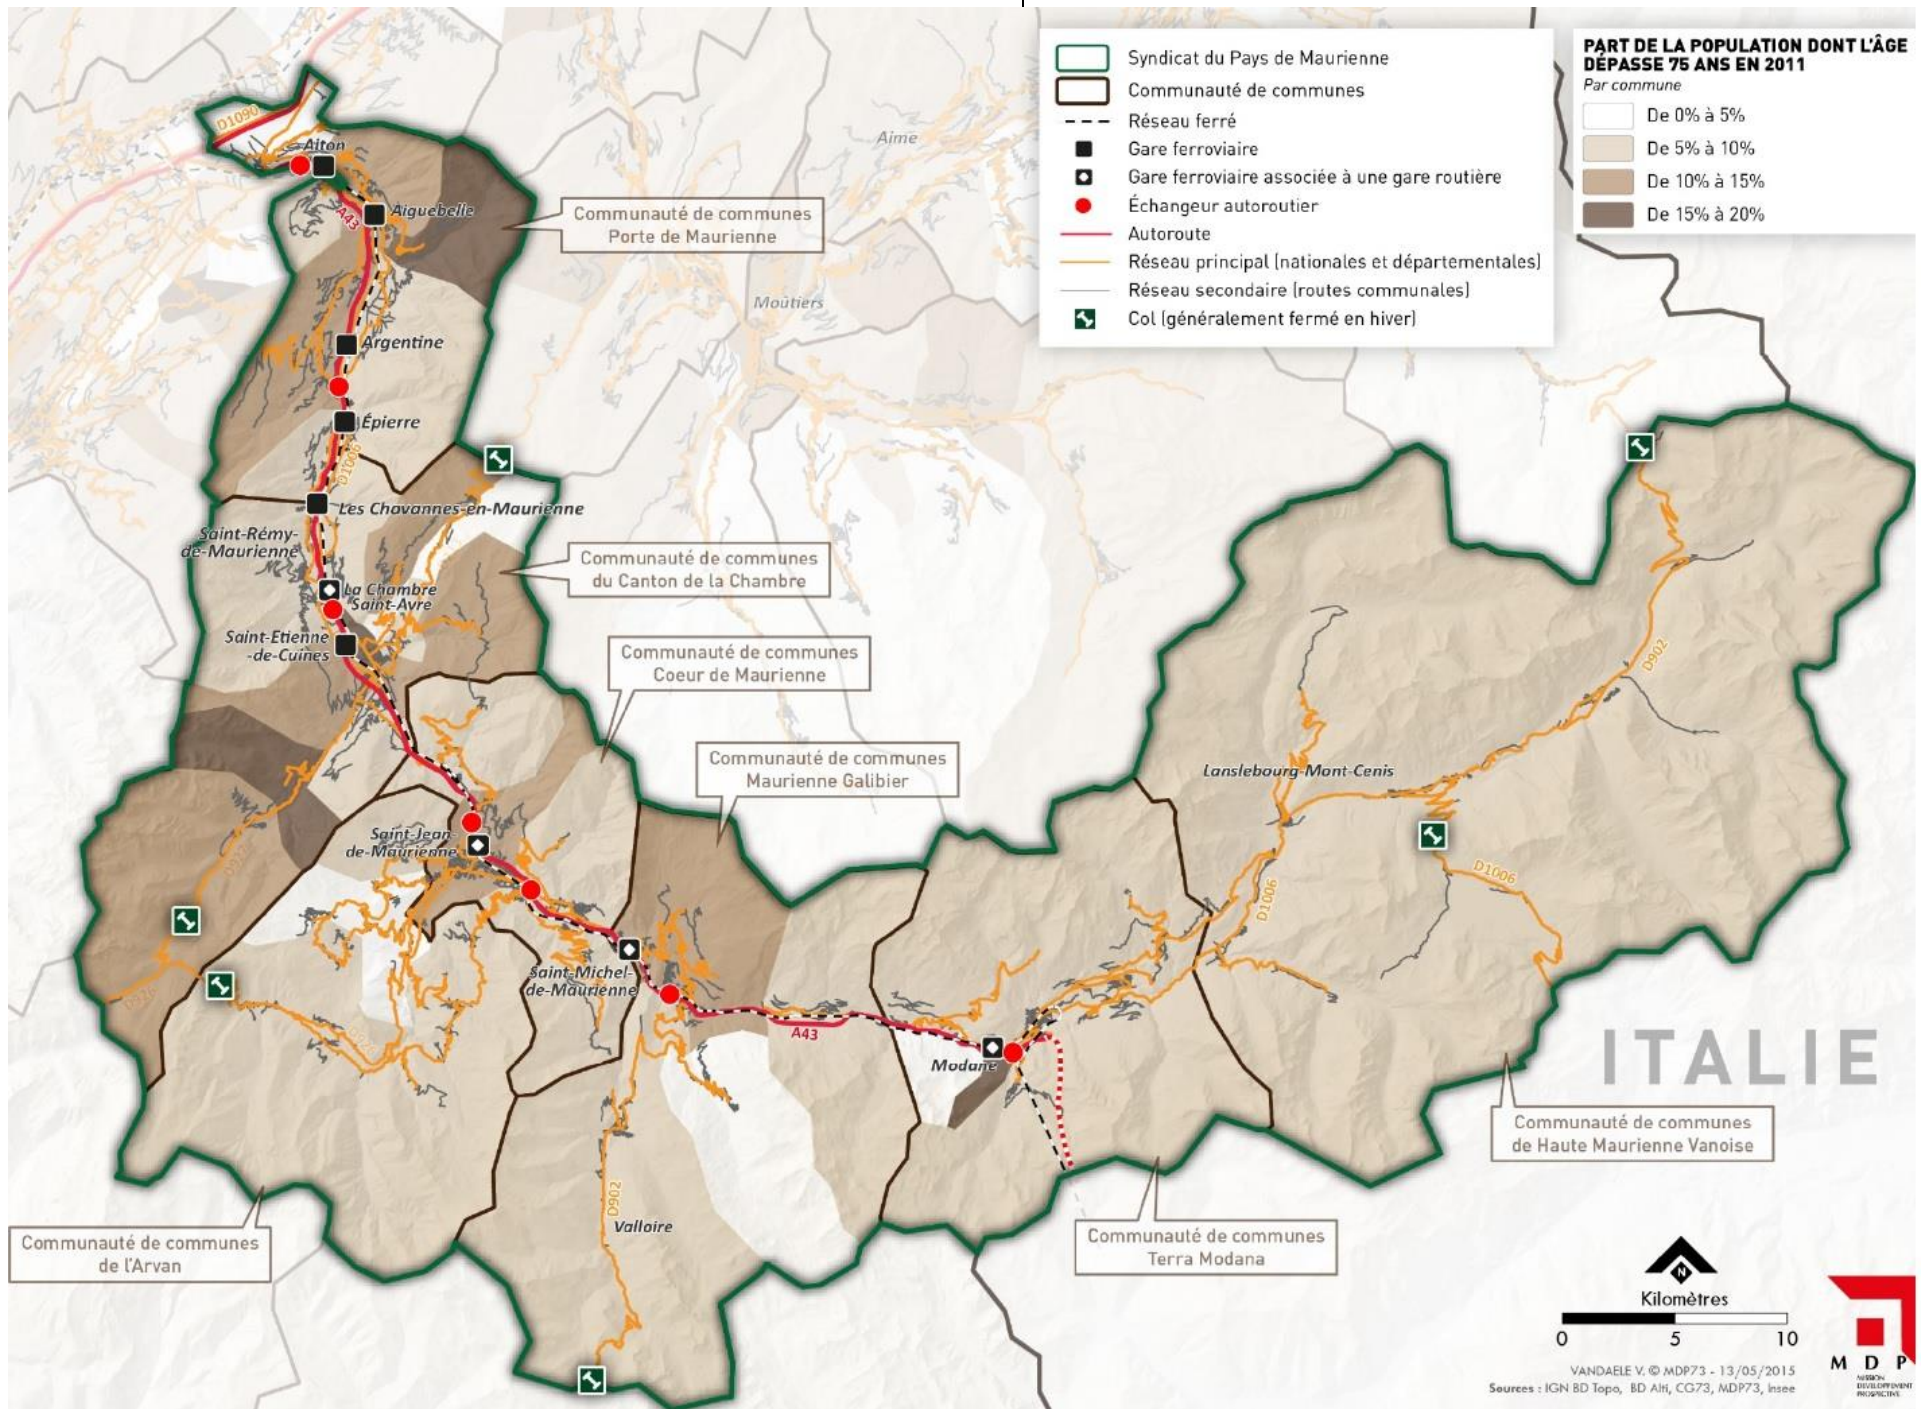 Syndicat du Pays de Maurienne
Communauté de communes
Réseau ferré
Gare ferroviaire
Gare ferroviaire associée à une gare routière
Échangeur autoroutier
Autoroute
Réseau principal (nationales et départementales)
Réseau secondaire (routes communales)
Col (généralement fermé en hiver)
PART DE LA POPULATION DONT L'ÂGE
DÉPASSE 75 ANS EN 2011
Par commune
De 0% à 5%
De 5% à 10%
De 10% à 15%
De 15% à 20%
D1090
Aiton
Aime
A43
Aiguebelle
Communauté de communes
Porte de Maurienne
Moûtiers
Argentine
Épierre
D1006
Les Chavannes-en-Maurienne
Saint-Rémy-
de-Maurienne
Communauté de communes
du Canton de la Chambre
La Chambre
Saint-Avre
Saint-Etienne
-de-Cuines
Communauté de communes
Coeur de Maurienne
D902
Communauté de communes
Maurienne Galibier
Lanslebourg-Mont-Cenis
Saint-Jean-
de-Maurienne
D1006
D1006
Saint-Michel-
de-Maurienne
A43
Modane
ITALIE
Communauté de communes
de Haute Maurienne Vanoise
D902
Valloire
Communauté de communes
de l'Arvan
Communauté de communes
Terra Modana
N
Kilomètres
0 5 10
VANDAELE V. © MDP73 - 13/05/2015
Sources : IGN BD Topo, BD Alti, CG73, MDP73, Insee
M D P
MISSION
DEVELOPPEMENT
PROSPECTIVE